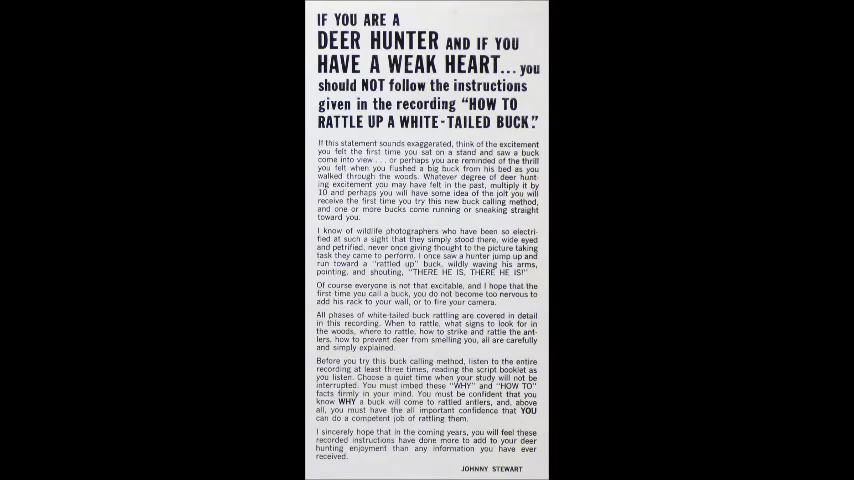 IF YOU ARE A
DEER HUNTER AND IF YOU
HAVE A WEAK HEART... you
should NOT follow the instructions
given in the recording “HOW TO
RATTLE UP A WHITE-TAILED BUCK.”
If this statement sounds exaggerated, think of the excitement
you felt the first time you sat on a stand and saw a buck
come into view . . . or perhaps you are reminded of the thrill
you felt when you flushed a big buck from his bed as you
walked through the woods. Whatever degree of deer hunt-
ing excitement you may have felt in the past, multiply it by
10 and perhaps you will have some idea of the jolt you will
receive the first time you try this new buck calling method,
and one or more bucks come running or sneaking straight
toward you.
I know of wildlife photographers who have been so electri-
fied at such a sight that they simply stood there, wide eyed
and petrified, never once giving thought to the picture taking
task they came to perform. I once saw a hunter jump up and
run toward a “rattled up” buck, wildly waving his arms,
pointing, and shouting, “THERE HE IS, THERE HE IS!”
Of course everyone is not that excitable, and I hope that the
first time you call a buck, you do not become too nervous to
add his rack to your wall, or to fire your camera.
All phases of white-tailed buck rattling are covered in detail
in this recording. When to rattle, what signs to look for in
the woods, where to rattle, how to strike and rattle the ant-
lers, how to prevent deer from smelling you, all are carefully
and simply explained.
Before you try this buck calling method, listen to the entire
recording at least three times, reading the script booklet as
you listen. Choose a quiet time when your study will not be
interrupted. You must imbed these “WHY” and “HOW TO”
facts firmly in your mind. You must be confident that you
know WHY a buck will come to rattled antlers, and, above
all, you must have the all important confidence that YOU
can do a competent job of rattling them.
I sincerely hope that in the coming years, you will feel these
recorded instructions have done more to add to your deer
hunting enjoyment than any information you have ever
received.
JOHNNY STEWART